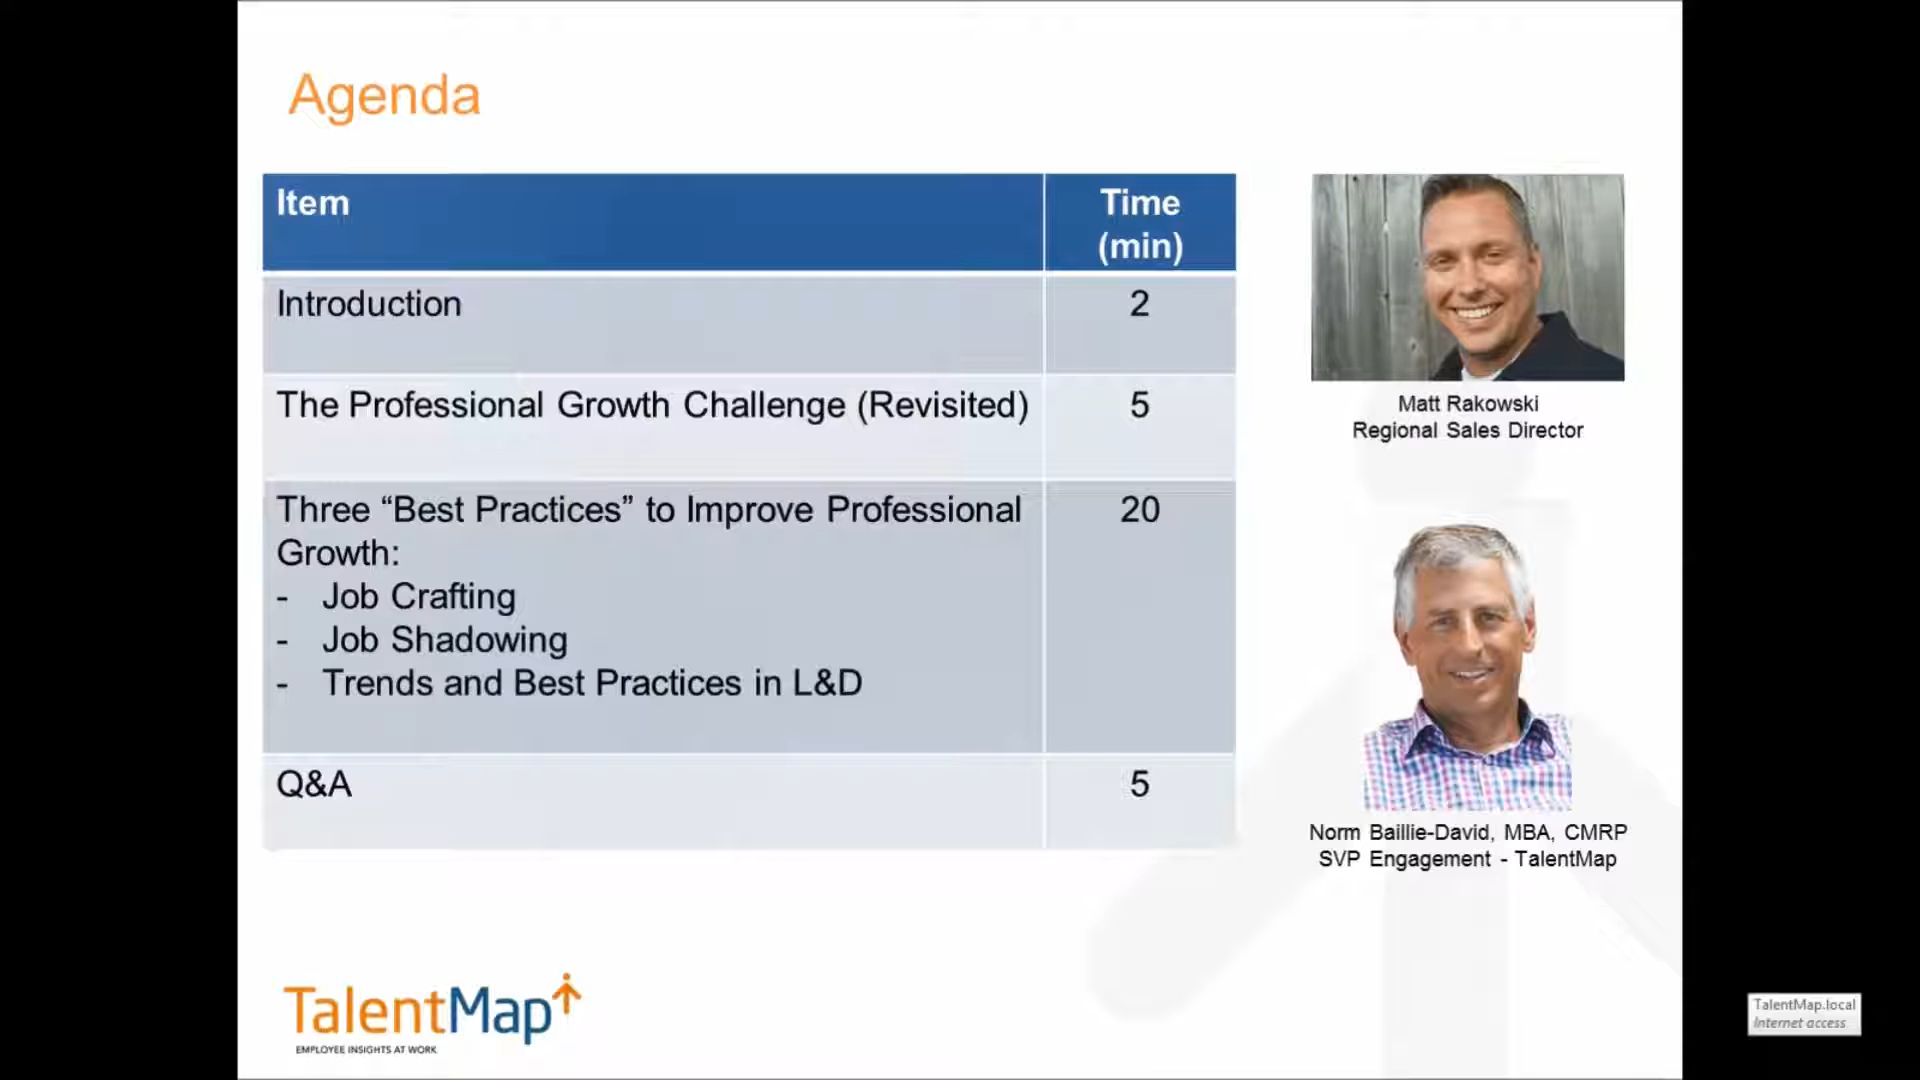 Agenda
Item
Time
(min)
Introduction
2
The Professional Growth Challenge (Revisited)
5
Three “Best Practices” to Improve Professional
Growth:
- Job Crafting
- Job Shadowing
- Trends and Best Practices in L&D
20
Q&A
5
Matt Rakowski
Regional Sales Director
Norm Baillie-David, MBA, CMRP
SVP Engagement - TalentMap
TalentMap
EMPLOYEE INSIGHTS AT WORK
TalentMap.local
Internet access